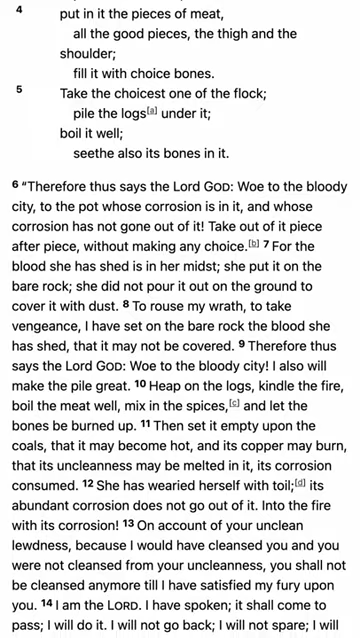 4 put in it the pieces of meat,
all the good pieces, the thigh and the
shoulder;
fill it with choice bones.
5 Take the choicest one of the flock;
pile the logs[a] under it;
boil it well;
seethe also its bones in it.
6 “Therefore thus says the Lord GOD: Woe to the bloody
city, to the pot whose corrosion is in it, and whose
corrosion has not gone out of it! Take out of it piece
after piece, without making any choice.[b] 7 For the
blood she has shed is in her midst; she put it on the
bare rock; she did not pour it out on the ground to
cover it with dust. 8 To rouse my wrath, to take
vengeance, I have set on the bare rock the blood she
has shed, that it may not be covered. 9 Therefore thus
says the Lord GOD: Woe to the bloody city! I also will
make the pile great. 10 Heap on the logs, kindle the fire,
boil the meat well, mix in the spices,[c] and let the
bones be burned up. 11 Then set it empty upon the
coals, that it may become hot, and its copper may burn,
that its uncleanness may be melted in it, its corrosion
consumed. 12 She has wearied herself with toil;[d] its
abundant corrosion does not go out of it. Into the fire
with its corrosion! 13 On account of your unclean
lewdness, because I would have cleansed you and you
were not cleansed from your uncleanness, you shall not
be cleansed anymore till I have satisfied my fury upon
you. 14 I am the LORD. I have spoken; it shall come to
pass; I will do it. I will not go back; I will not spare; I will